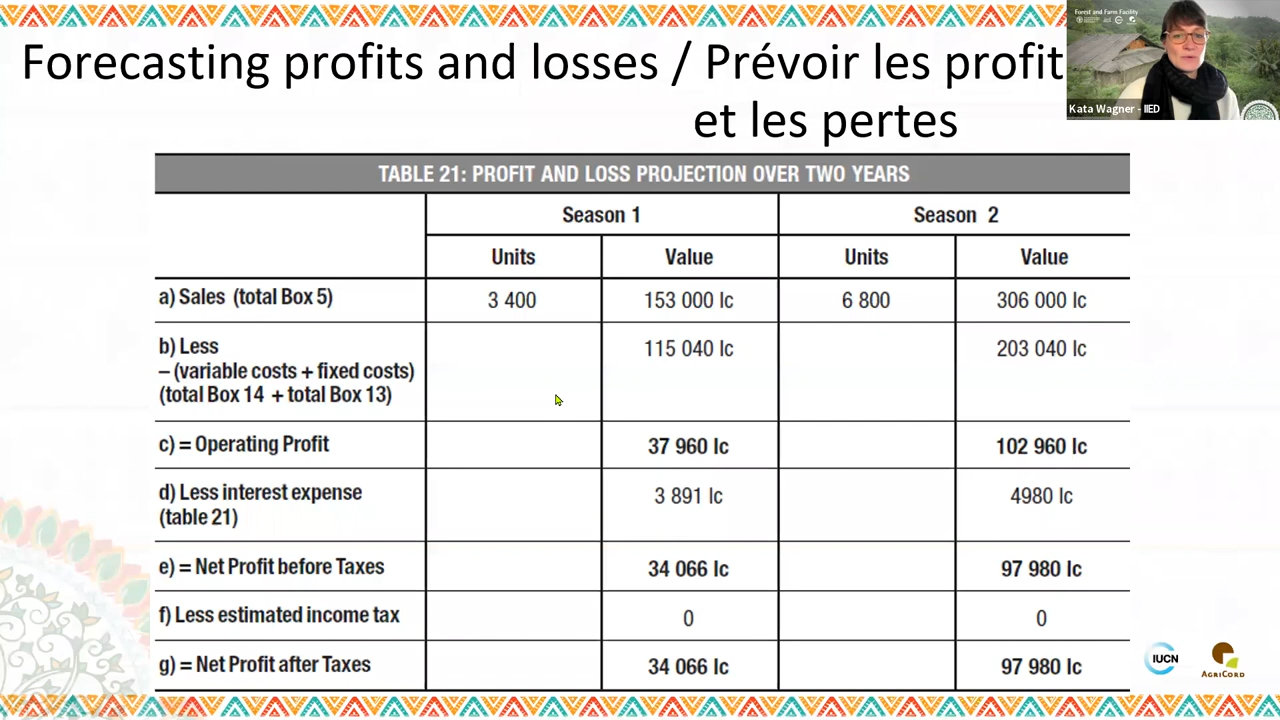 Forecasting profits and losses / Prévoir les profit
et les pertes
Forest and Farm Facility
Kata Wagner - IIED
TABLE 21: PROFIT AND LOSS PROJECTION OVER TWO YEARS
Season 1 Season 2
Units Value Units Value
a) Sales (total Box 5) 3 400 153 000 lc 6 800 306 000 lc
b) Less 115 040 lc 203 040 lc
– (variable costs + fixed costs)
(total Box 14 + total Box 13)
c) = Operating Profit 37 960 lc 102 960 lc
d) Less interest expense 3 891 lc 4980 lc
(table 21)
e) = Net Profit before Taxes 34 066 lc 97 980 lc
f) Less estimated income tax 0 0
g) = Net Profit after Taxes 34 066 lc 97 980 lc
IUCN
AGRICORD